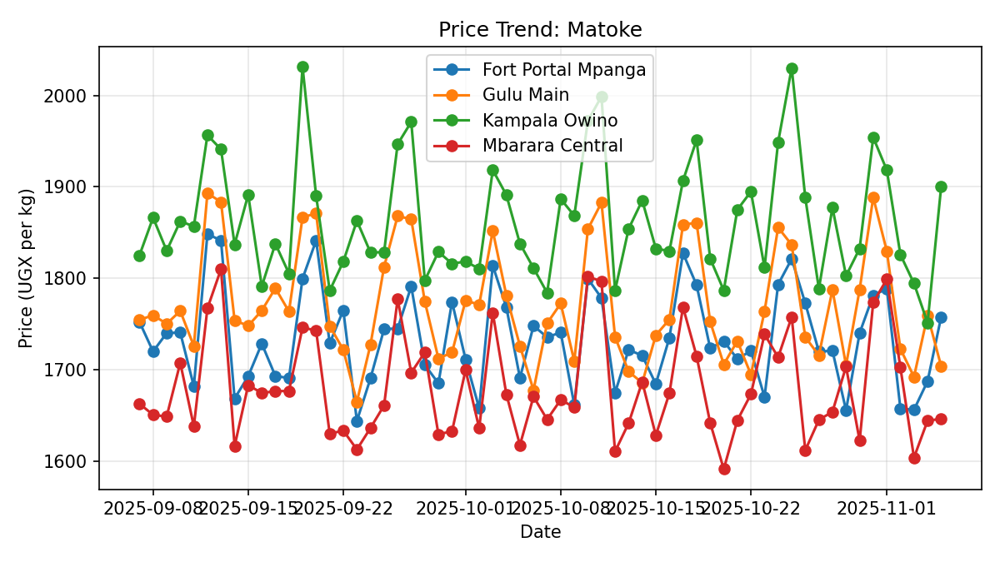 Price Trend: Matoke
Fort Portal Mpanga
Gulu Main
Kampala Owino
Mbarara Central
Price (UGX per kg)
2000
1900
1800
1700
1600
2025-09-08 2025-09-15 2025-09-22 2025-10-01 2025-10-08 2025-10-15 2025-10-22 2025-11-01
Date